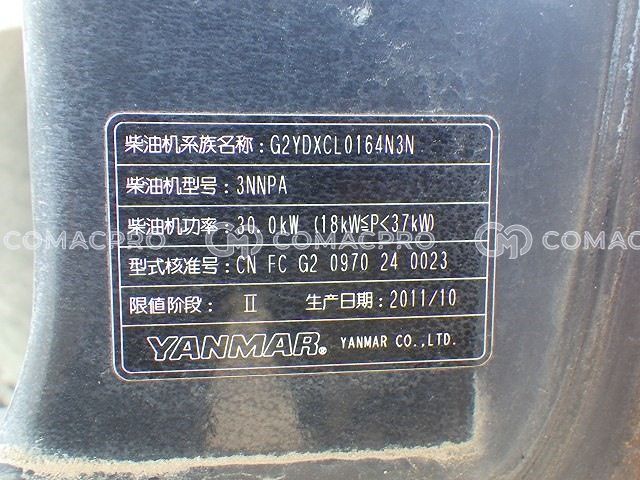 柴油机系族名称：G2YDXCL0164N3N
柴油机型号：3NNPA
柴油机功率：30.0kW (18kW≦P<37kW)
COMACPRO COMACPRO COM
型式核准号：CN FC G2 0970 24 0023
限值阶段： Ⅱ 生产日期：2011/10
YANMAR® YANMAR CO.,LTD.